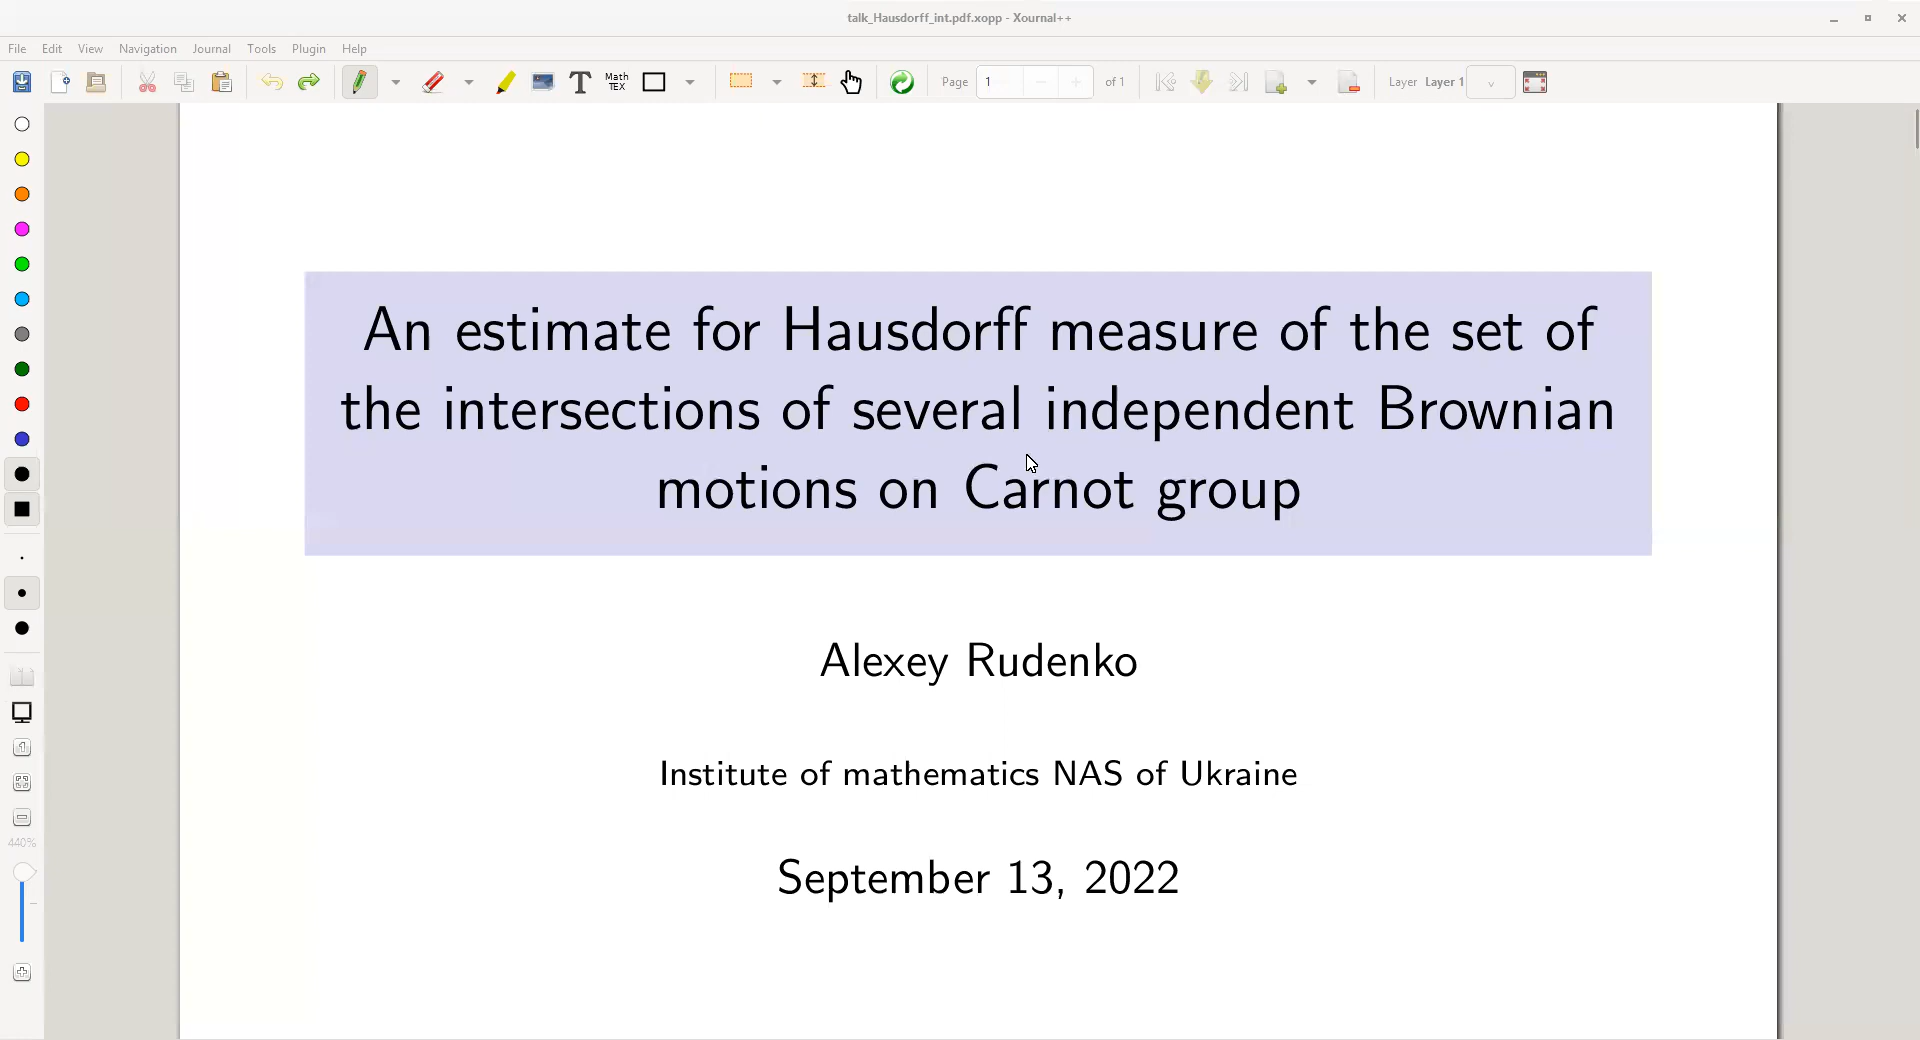 talk_Hausdorff_int.pdf.xopp - Xournal++
File Edit View Navigation Journal Tools Plugin Help
Math
TEX
Page 1 of 1 Layer Layer 1
An estimate for Hausdorff measure of the set of
the intersections of several independent Brownian
motions on Carnot group
Alexey Rudenko
Institute of mathematics NAS of Ukraine
September 13, 2022
440%